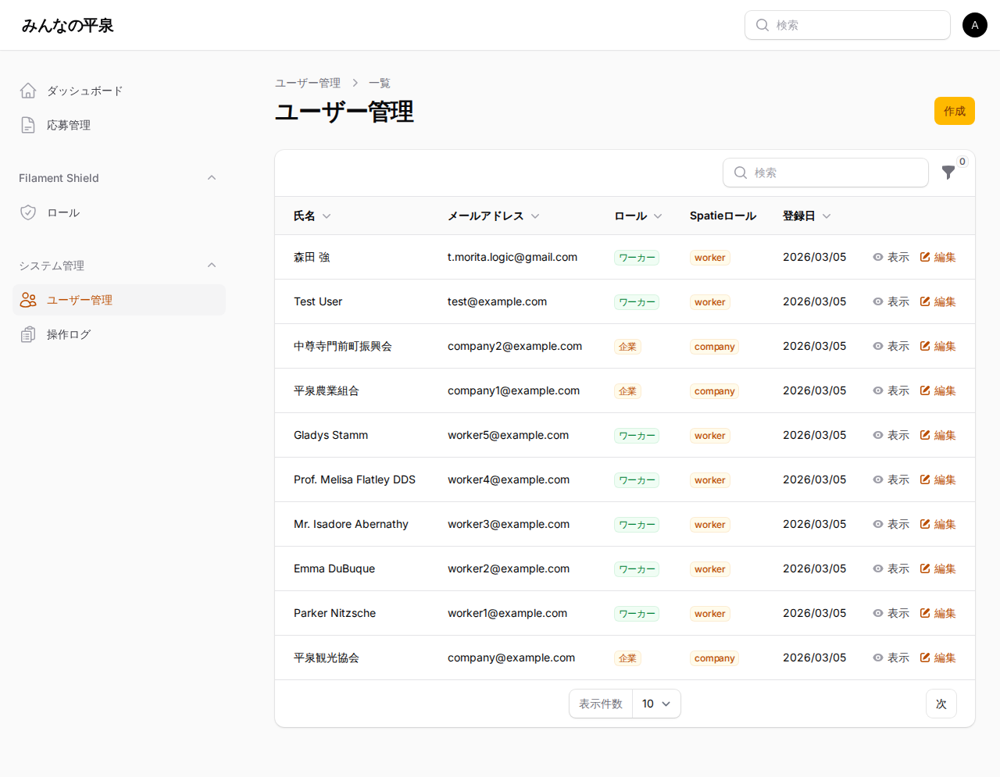 みんなの平泉
検索
A
ダッシュボード
応募管理
Filament Shield
ロール
システム管理
ユーザー管理
操作ログ
ユーザー管理 一覧
ユーザー管理
作成
検索
0
氏名 メールアドレス ロール Spatieロール 登録日
森田 強 t.morita.logic@gmail.com ワーカー worker 2026/03/05 表示 編集
Test User test@example.com ワーカー worker 2026/03/05 表示 編集
中尊寺門前町振興会 company2@example.com 企業 company 2026/03/05 表示 編集
平泉農業組合 company1@example.com 企業 company 2026/03/05 表示 編集
Gladys Stamm worker5@example.com ワーカー worker 2026/03/05 表示 編集
Prof. Melisa Flatley DDS worker4@example.com ワーカー worker 2026/03/05 表示 編集
Mr. Isadore Abernathy worker3@example.com ワーカー worker 2026/03/05 表示 編集
Emma DuBuque worker2@example.com ワーカー worker 2026/03/05 表示 編集
Parker Nitzsche worker1@example.com ワーカー worker 2026/03/05 表示 編集
平泉観光協会 company@example.com 企業 company 2026/03/05 表示 編集
表示件数 10
次